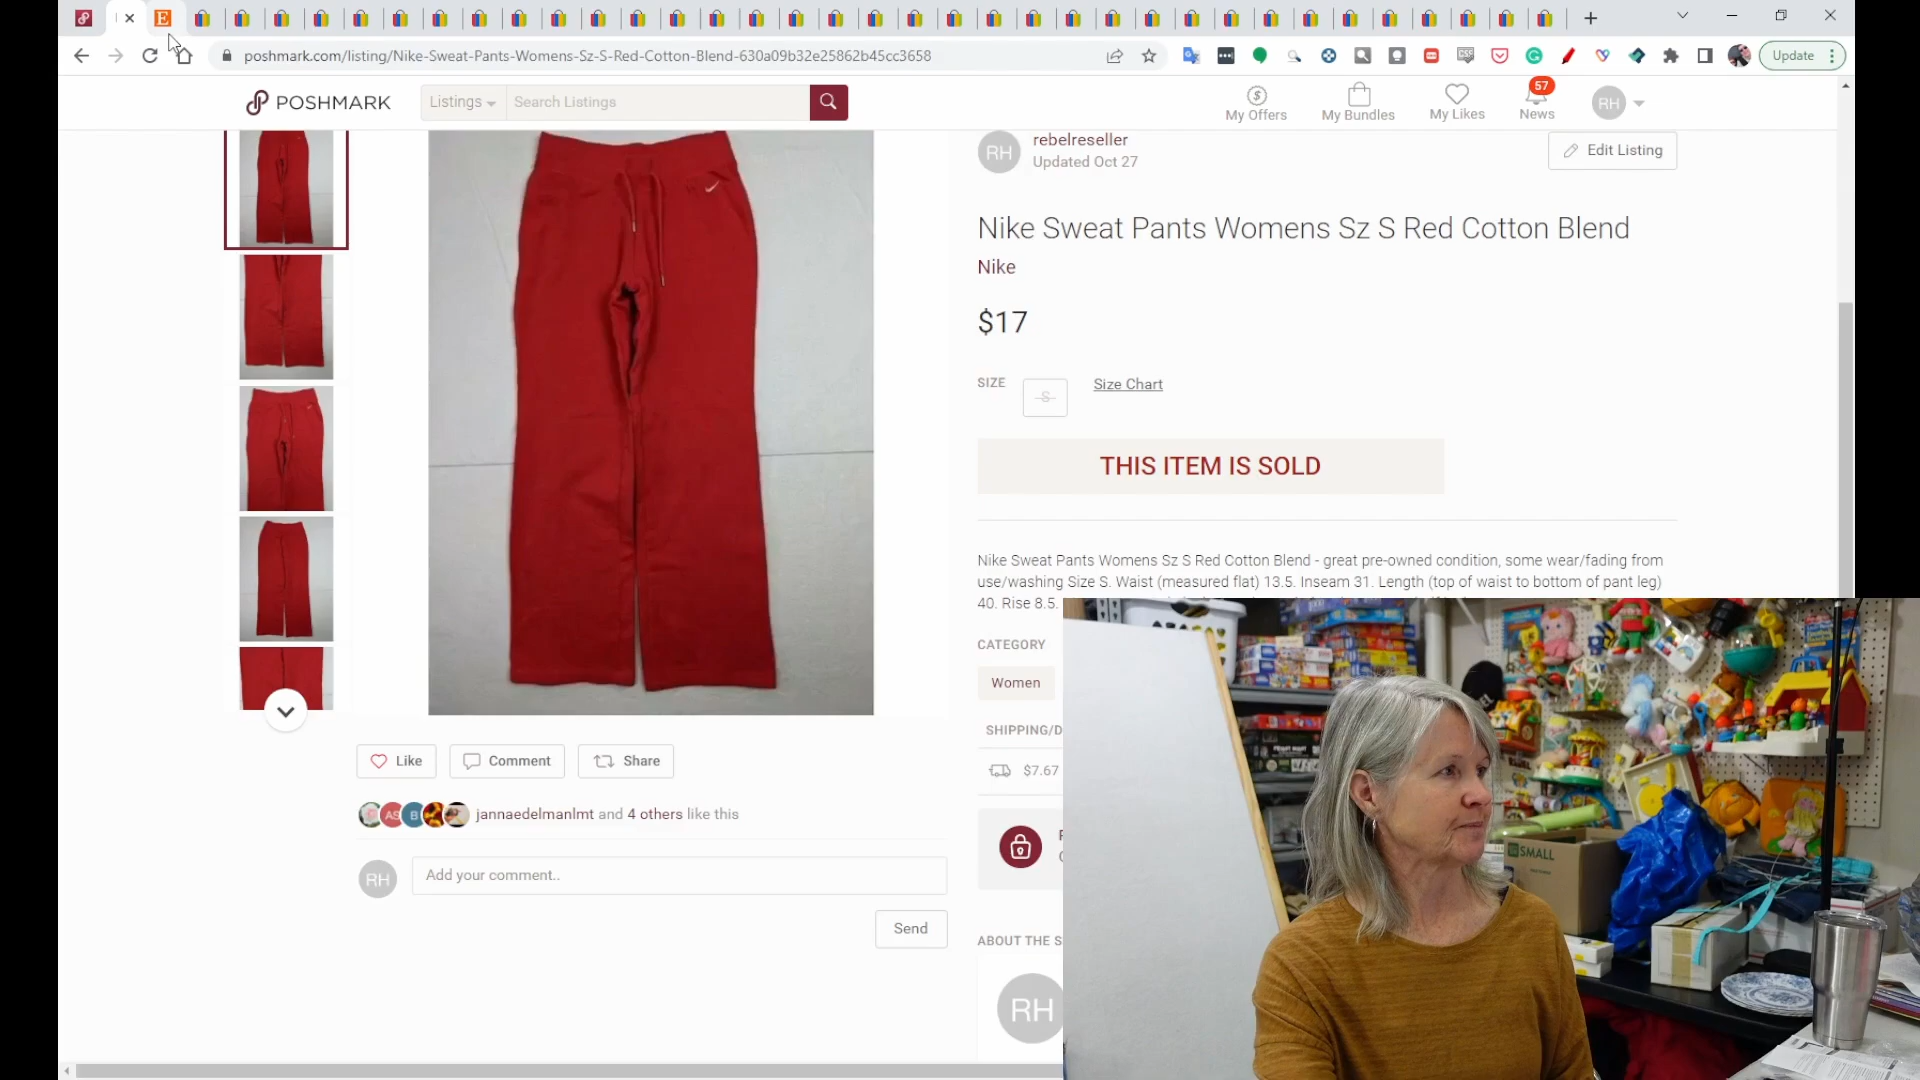 poshmark.com/listing/Nike-Sweat-Pants-Womens-Sz-S-Red-Cotton-Blend-630a09b32e25862b45cc3658
Update
POSHMARK
Listings
Search Listings
My Offers
My Bundles
My Likes
57
News
RH
RH
rebelreseller
Updated Oct 27
Edit Listing
Nike Sweat Pants Womens Sz S Red Cotton Blend
Nike
$17
SIZE
S
Size Chart
THIS ITEM IS SOLD
Nike Sweat Pants Womens Sz S Red Cotton Blend - great pre-owned condition, some wear/fading from
use/washing Size S. Waist (measured flat) 13.5. Inseam 31. Length (top of waist to bottom of pant leg)
40. Rise 8.5.
CATEGORY
Women
SHIPPING/D
$7.67
Like
Comment
Share
AS
B
jannaedelmanlmt and 4 others like this
RH
Add your comment..
Send
ABOUT THE S
RH
SMALL